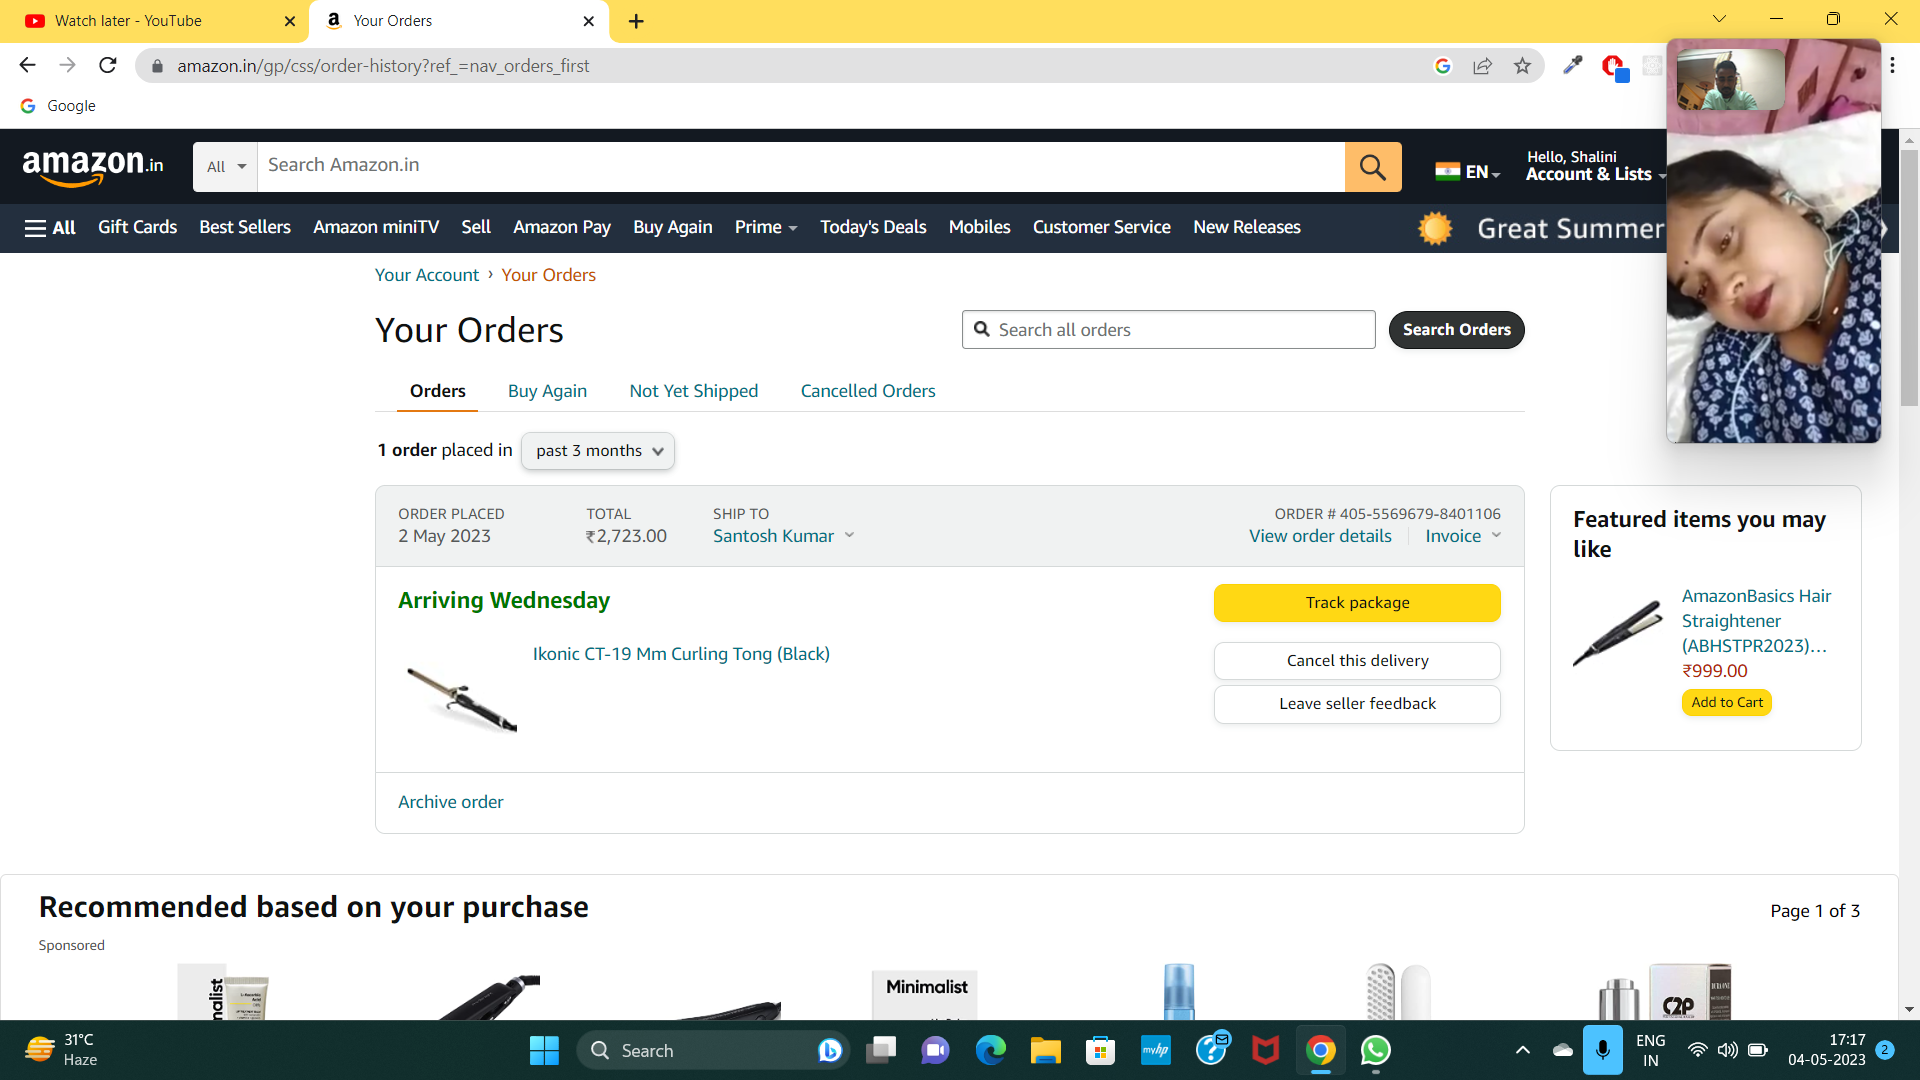 Watch later - YouTube
Your Orders
amazon.in/gp/css/order-history?ref_=nav_orders_first
Google
amazon.in
All
Search Amazon.in
EN
Hello, Shalini
Account & Lists
All
Gift Cards
Best Sellers
Amazon miniTV
Sell
Amazon Pay
Buy Again
Prime
Today's Deals
Mobiles
Customer Service
New Releases
Great Summer
Your Account › Your Orders
Your Orders
Search all orders
Search Orders
Orders
Buy Again
Not Yet Shipped
Cancelled Orders
1 order placed in past 3 months
ORDER PLACED
2 May 2023
TOTAL
₹2,723.00
SHIP TO
Santosh Kumar
ORDER # 405-5569679-8401106
View order details
Invoice
Arriving Wednesday
Ikonic CT-19 Mm Curling Tong (Black)
Track package
Cancel this delivery
Leave seller feedback
Archive order
Featured items you may
like
AmazonBasics Hair
Straightener
(ABHSTPR2023)...
₹999.00
Add to Cart
Recommended based on your purchase
Page 1 of 3
Sponsored
Minimalist
C2P
31°C
Haze
Search
myhp
ENG
IN
17:17
04-05-2023
2